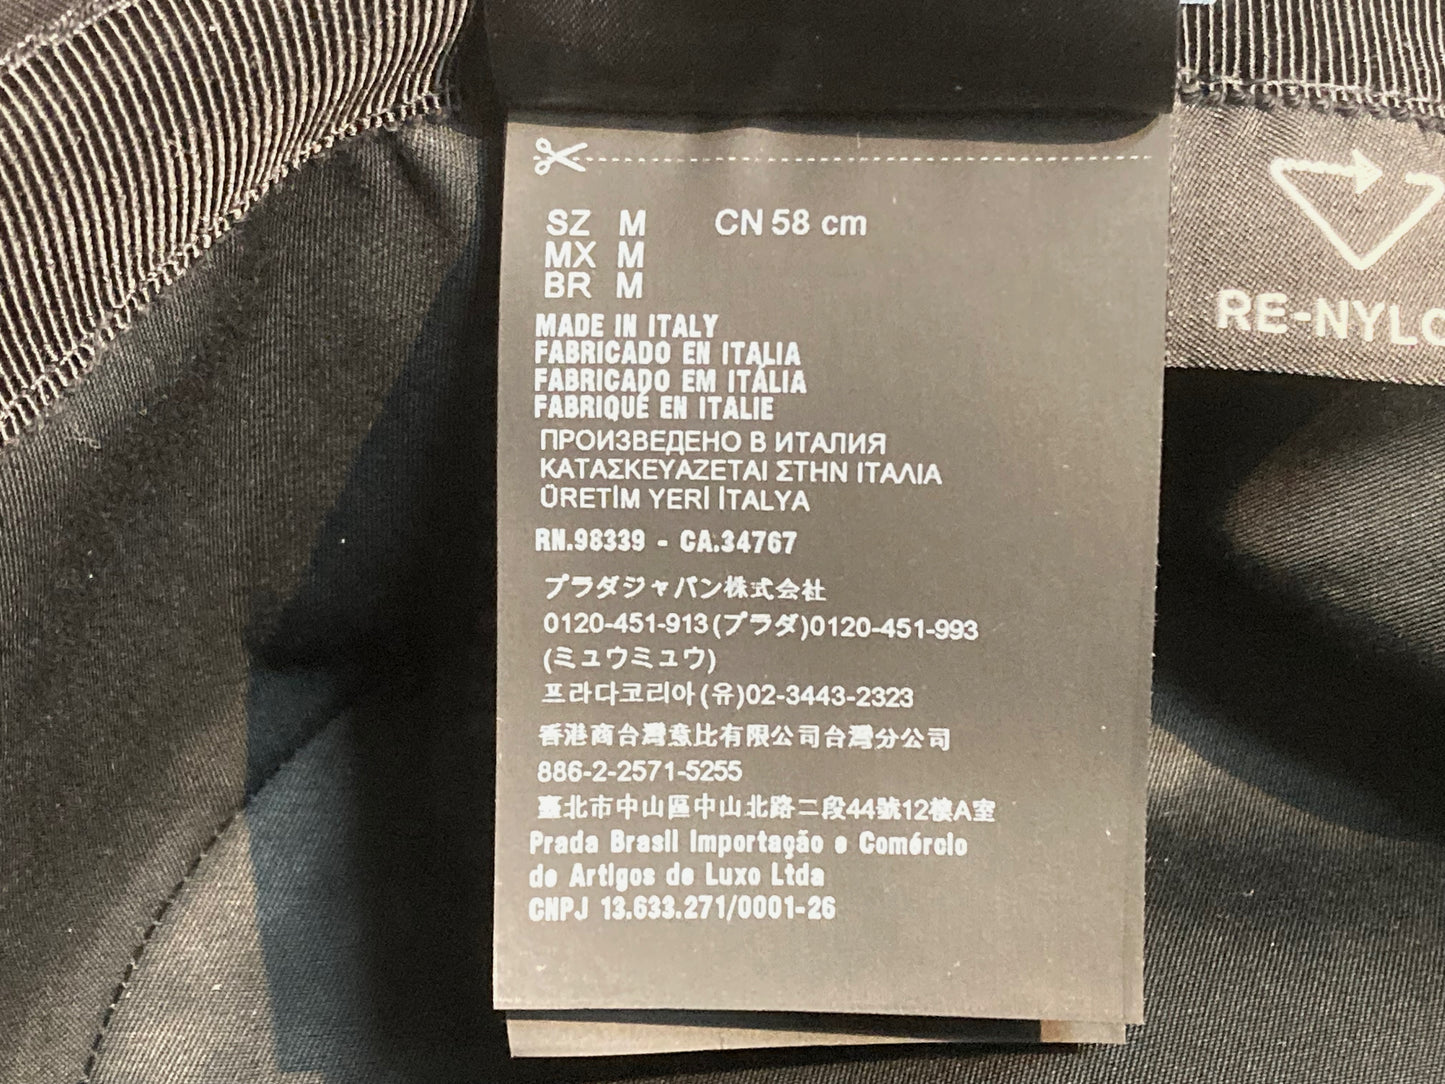 SZ M CN 58 cm
MX M
BR M
MADE IN ITALY
FABRICADO EN ITALIA
FABRICADO EM ITÁLIA
FABRIQUÉ EN ITALIE
ПРОИЗВЕДЕНО В ИТАЛИЯ
ΚΑΤΑΣΚΕΥΑΖΕΤΑΙ ΣΤΗΝ ΙΤΑΛΙΑ
ÜRETİM YERİ İTALYA
RN.98339 - CA.34767
プラダジャパン株式会社
0120-451-913(プラダ)0120-451-993
(ミュウミュウ)
프라다코리아(유)02-3443-2323
香港商台灣意比有限公司台灣分公司
886-2-2571-5255
臺北市中山區中山北路二段44號12樓A室
Prada Brasil Importação e Comércio
de Artigos de Luxo Ltda
CNPJ 13.633.271/0001-26